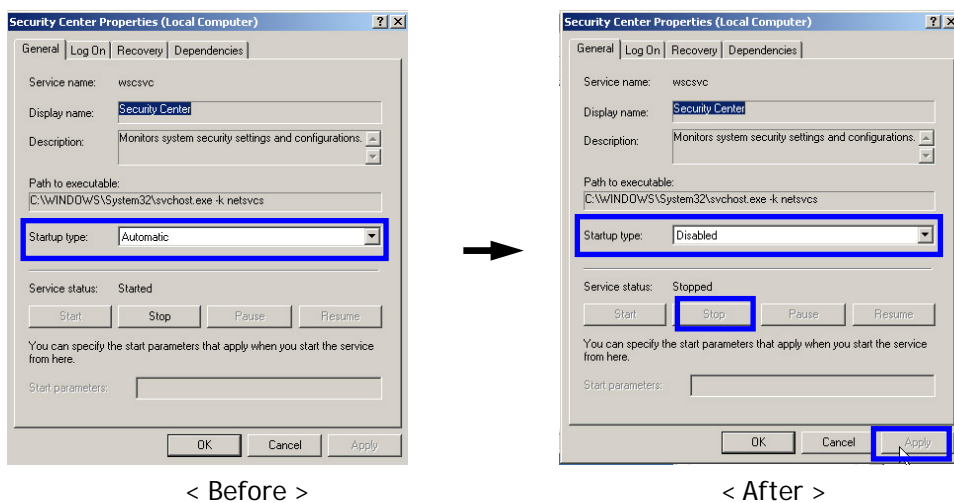 Security Center Properties (Local Computer)
General Log On Recovery Dependencies
Service name: wscsvc
Display name: Security Center
Description: Monitors system security settings and configurations.
Path to executable:
C:\WINDOWS\System32\svchost.exe -k netsvcs
Startup type: Automatic
Service status: Started
Start Stop Pause Resume
You can specify the start parameters that apply when you start the service
from here.
Start parameters:
OK Cancel Apply
< Before >
Security Center Properties (Local Computer)
General Log On Recovery Dependencies
Service name: wscsvc
Display name: Security Center
Description: Monitors system security settings and configurations.
Path to executable:
C:\WINDOWS\System32\svchost.exe -k netsvcs
Startup type: Disabled
Service status: Stopped
Start Stop Pause Resume
You can specify the start parameters that apply when you start the service
from here.
Start parameters:
OK Cancel Apply
< After >